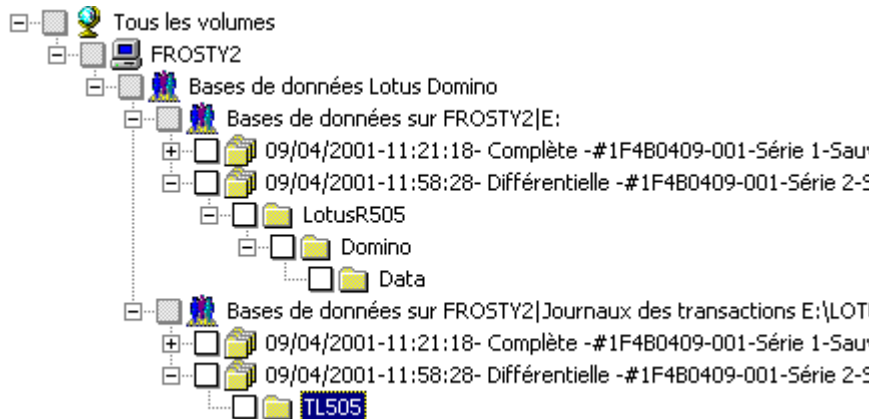 Tous les volumes
FROSTY2
Bases de données Lotus Domino
Bases de données sur FROSTY2|E:
09/04/2001-11:21:18- Complète -#1F4B0409-001-Série 1-Sau
09/04/2001-11:58:28- Différentielle -#1F4B0409-001-Série 2-S
LotusR505
Domino
Data
Bases de données sur FROSTY2|Journaux des transactions E:\LOT
09/04/2001-11:21:18- Complète -#1F4B0409-001-Série 1-Sau
09/04/2001-11:58:28- Différentielle -#1F4B0409-001-Série 2-S
TL505